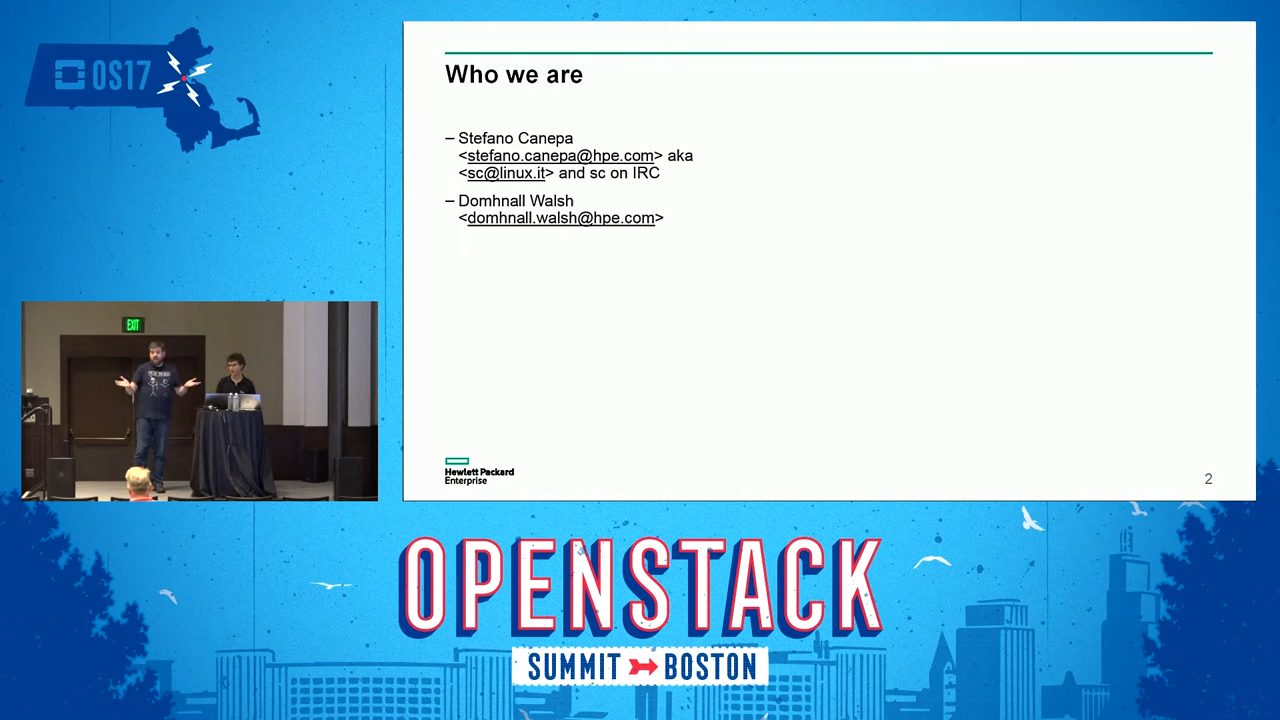 OS17
Who we are
– Stefano Canepa
<stefano.canepa@hpe.com> aka
<sc@linux.it> and sc on IRC
– Domhnall Walsh
<domhnall.walsh@hpe.com>
Hewlett Packard
Enterprise
2
EXIT
OPENSTACK
SUMMIT BOSTON